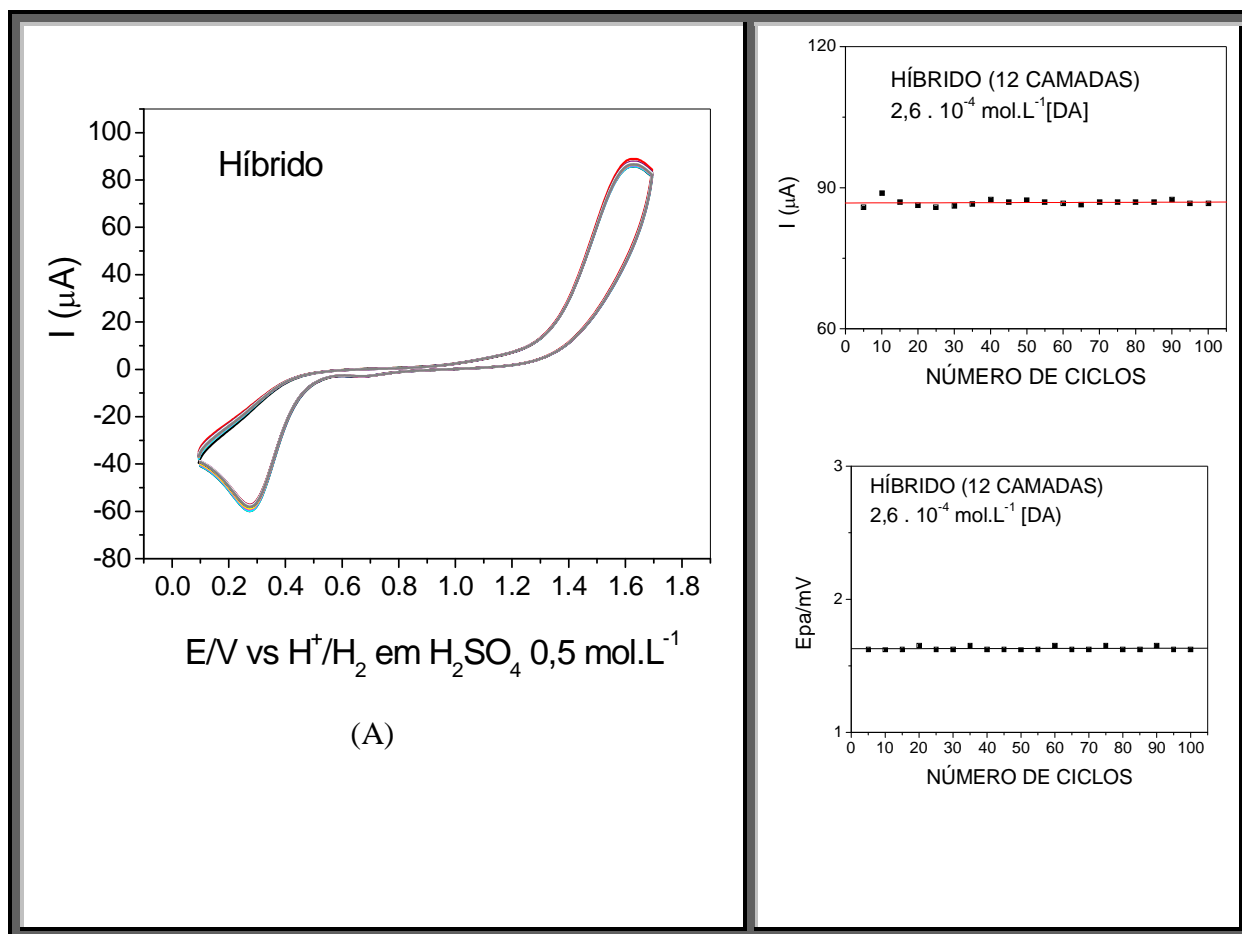 Híbrido
I (μA)
100
80
60
40
20
0
-20
-40
-60
-80
0.0 0.2 0.4 0.6 0.8 1.0 1.2 1.4 1.6 1.8
E/V vs H⁺/H₂ em H₂SO₄ 0,5 mol.L⁻¹
(A)
HÍBRIDO (12 CAMADAS)
2,6 . 10⁻⁴ mol.L⁻¹[DA]
I (μA)
120
90
60
0 10 20 30 40 50 60 70 80 90 100
NÚMERO DE CICLOS
HÍBRIDO (12 CAMADAS)
2,6 . 10⁻⁴ mol.L⁻¹ [DA)
Epa/mV
3
2
1
0 10 20 30 40 50 60 70 80 90 100
NÚMERO DE CICLOS